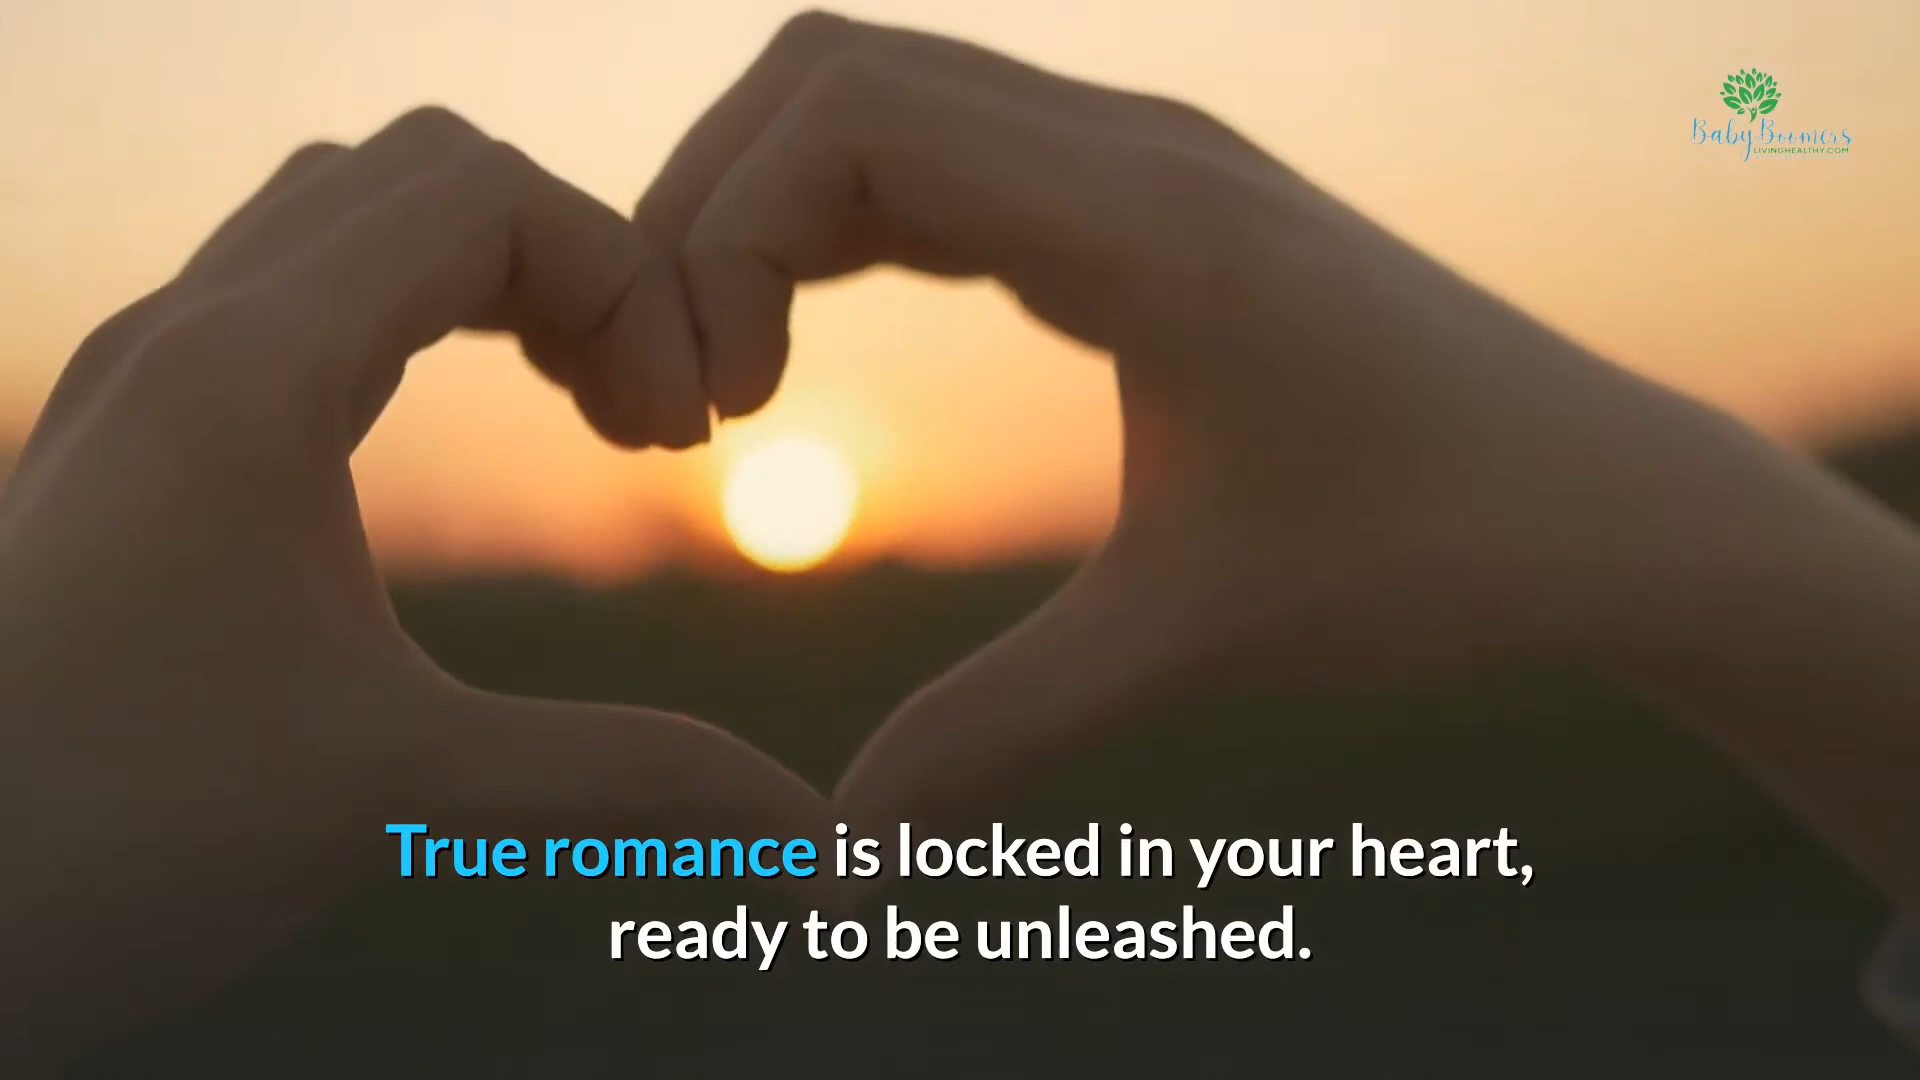 Baby Boomers
LIVINGHEALTHY.COM
True romance is locked in your heart,
ready to be unleashed.